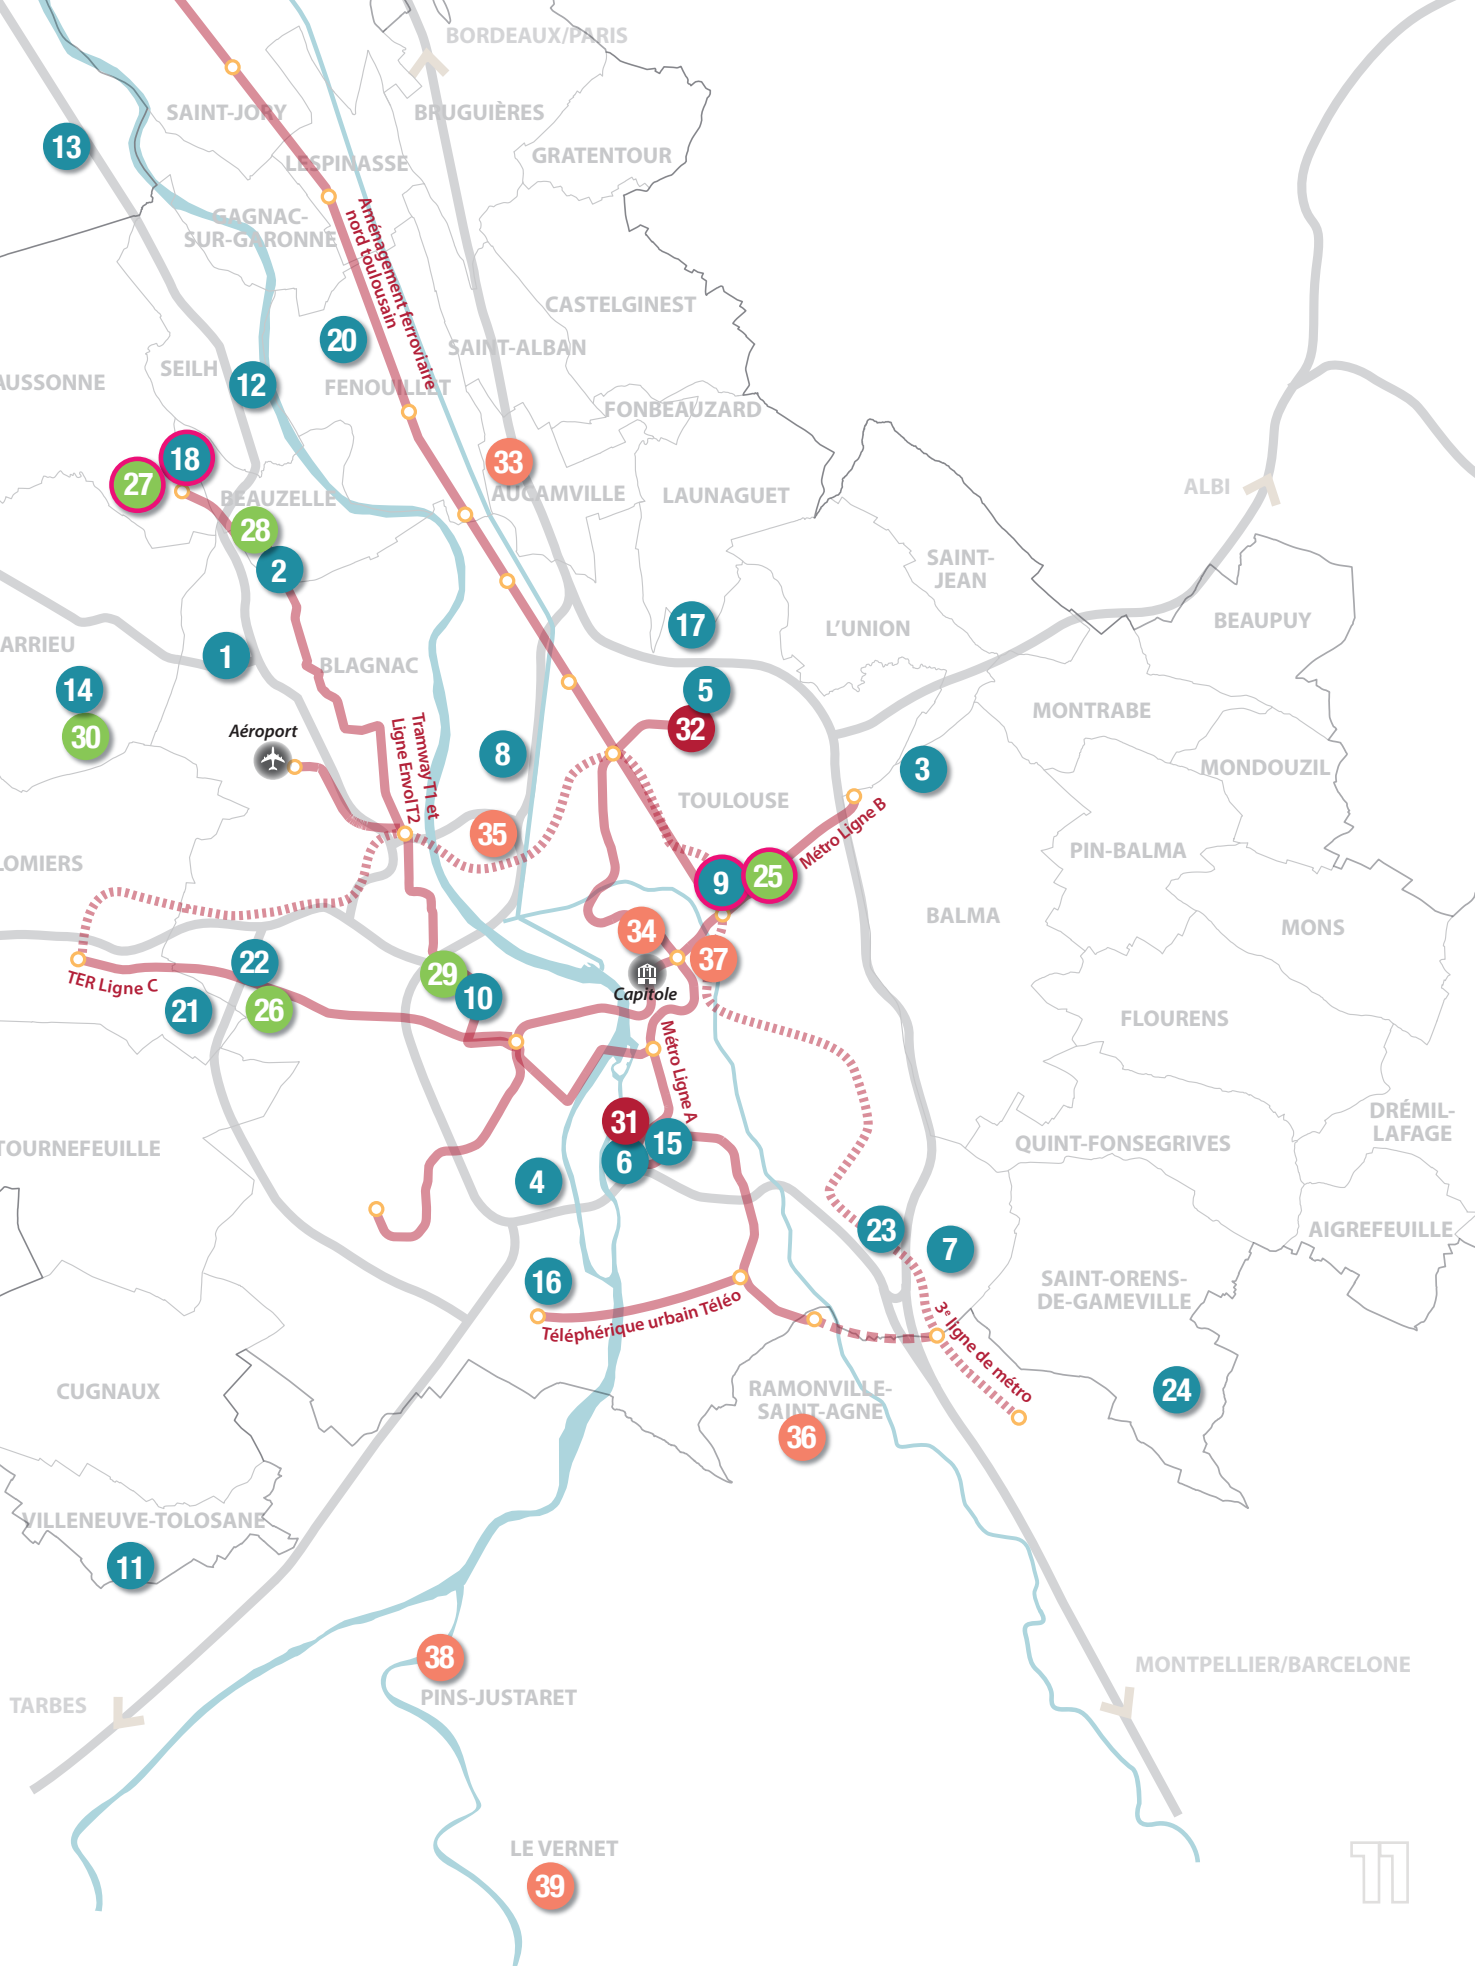 BORDEAUX/PARIS
SAINT-JORY
BRUGUIÈRES
13
LESPINASSE
GRATENTOUR
GAGNAC-
SUR-GARONNE
Aménagement ferroviaire
nord toulousain
CASTELGINEST
20
SAINT-ALBAN
SEILH
12
AUSSONNE
FENOUILLET
FONBEAUZARD
18
33
27
BEAUZELLE
AUCAMVILLE
LAUNAGUET
ALBI
28
2
SAINT-
JEAN
17
L'UNION
BEAUPUY
ARRIEU
1
BLAGNAC
14
5
MONTRABE
30
Aéroport
Tramway T1 et
Ligne Envol T2
32
8
3
MONDOUZIL
TOULOUSE
35
Métro Ligne B
PIN-BALMA
LOMIERS
9
25
BALMA
MONS
34
37
22
29
Capitole
TER Ligne C
21
26
10
FLOURENS
Métro Ligne A
31
15
6
DRÉMIL-
LAFAGE
TOURNEFEUILLE
QUINT-FONSEGRIVES
4
23
7
AIGREFEUILLE
16
SAINT-ORENS-
DE-GAMEVILLE
Téléphérique urbain Téléo
3e ligne de métro
CUGNAUX
RAMONVILLE-
SAINT-AGNE
24
36
VILLENEUVE-TOLOSANE
11
38
MONTPELLIER/BARCELONE
PINS-JUSTARET
TARBES
LE VERNET
39
11